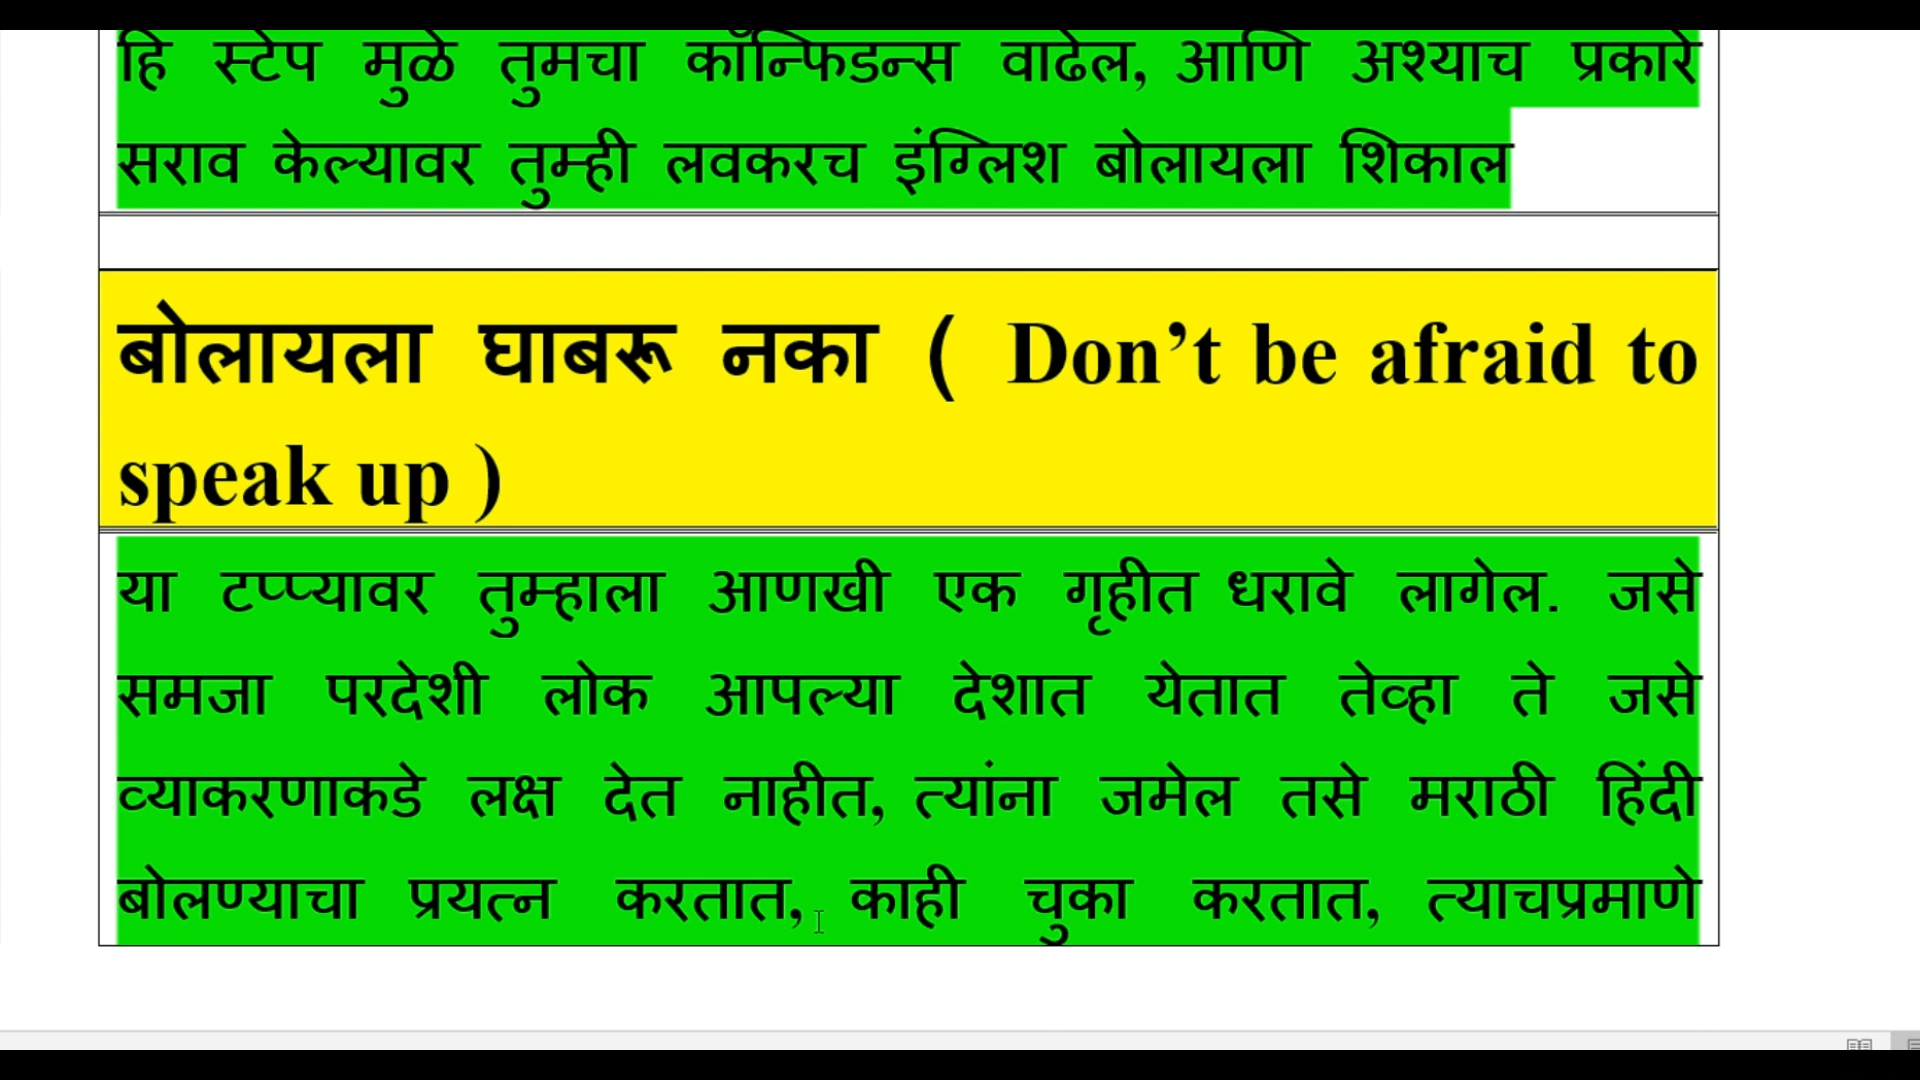 हि स्टेप मुळे तुमचा कॉन्फिडन्स वाढेल, आणि अश्याच प्रकारे
सराव केल्यावर तुम्ही लवकरच इंग्लिश बोलायला शिकाल
बोलायला घाबरू नका ( Don’t be afraid to
speak up )
या टप्प्यावर तुम्हाला आणखी एक गृहीत धरावे लागेल. जसे
समजा परदेशी लोक आपल्या देशात येतात तेव्हा ते जसे
व्याकरणाकडे लक्ष देत नाहीत, त्यांना जमेल तसे मराठी हिंदी
बोलण्याचा प्रयत्न करतात, काही चुका करतात, त्याचप्रमाणे